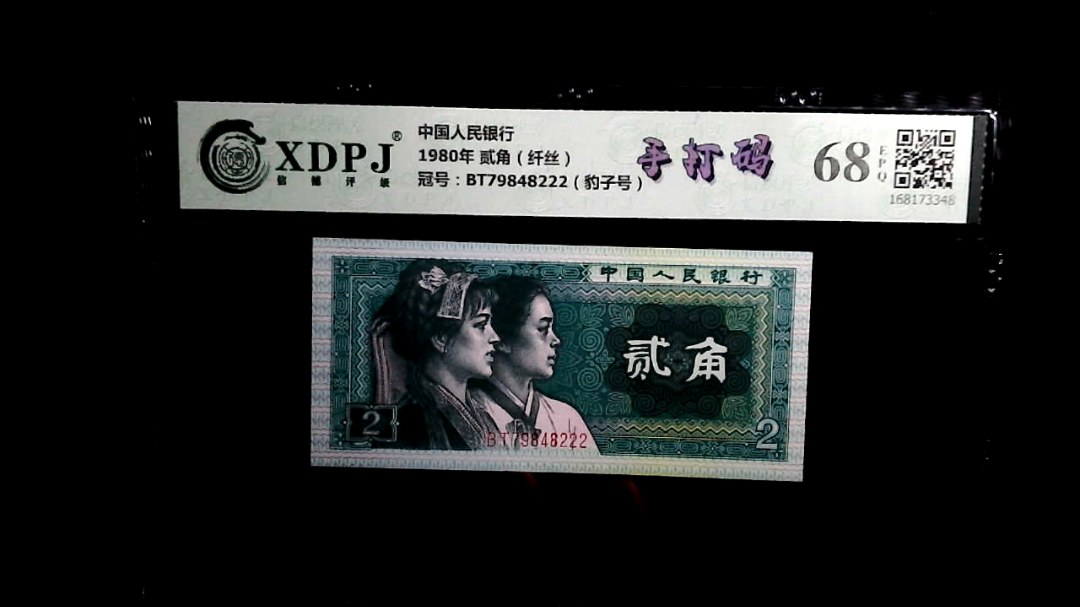 XDPJ®
信德评级
中国人民银行
1980年 贰角（纤丝）
冠号：BT79848222（豹子号）
手打码
68
EPQ
168173348
中国人民银行
贰角
2
BT79848222
2